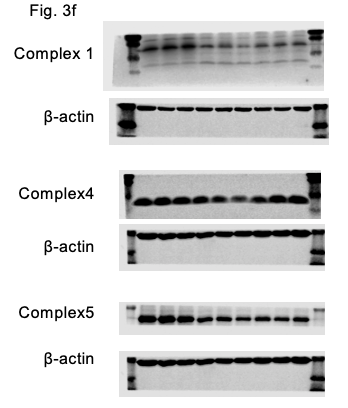 Fig. 3f
Complex 1
β-actin
Complex4
β-actin
Complex5
β-actin